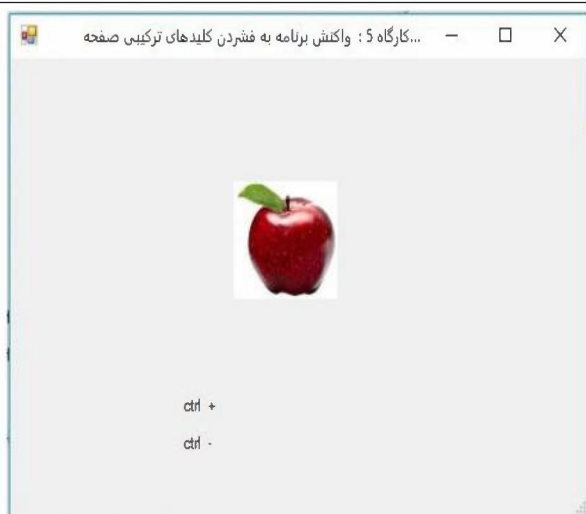 کارگاه 5 : واکنش برنامه به فشردن کلیدهای ترکیبی صفحه...
ctrl +
ctrl -